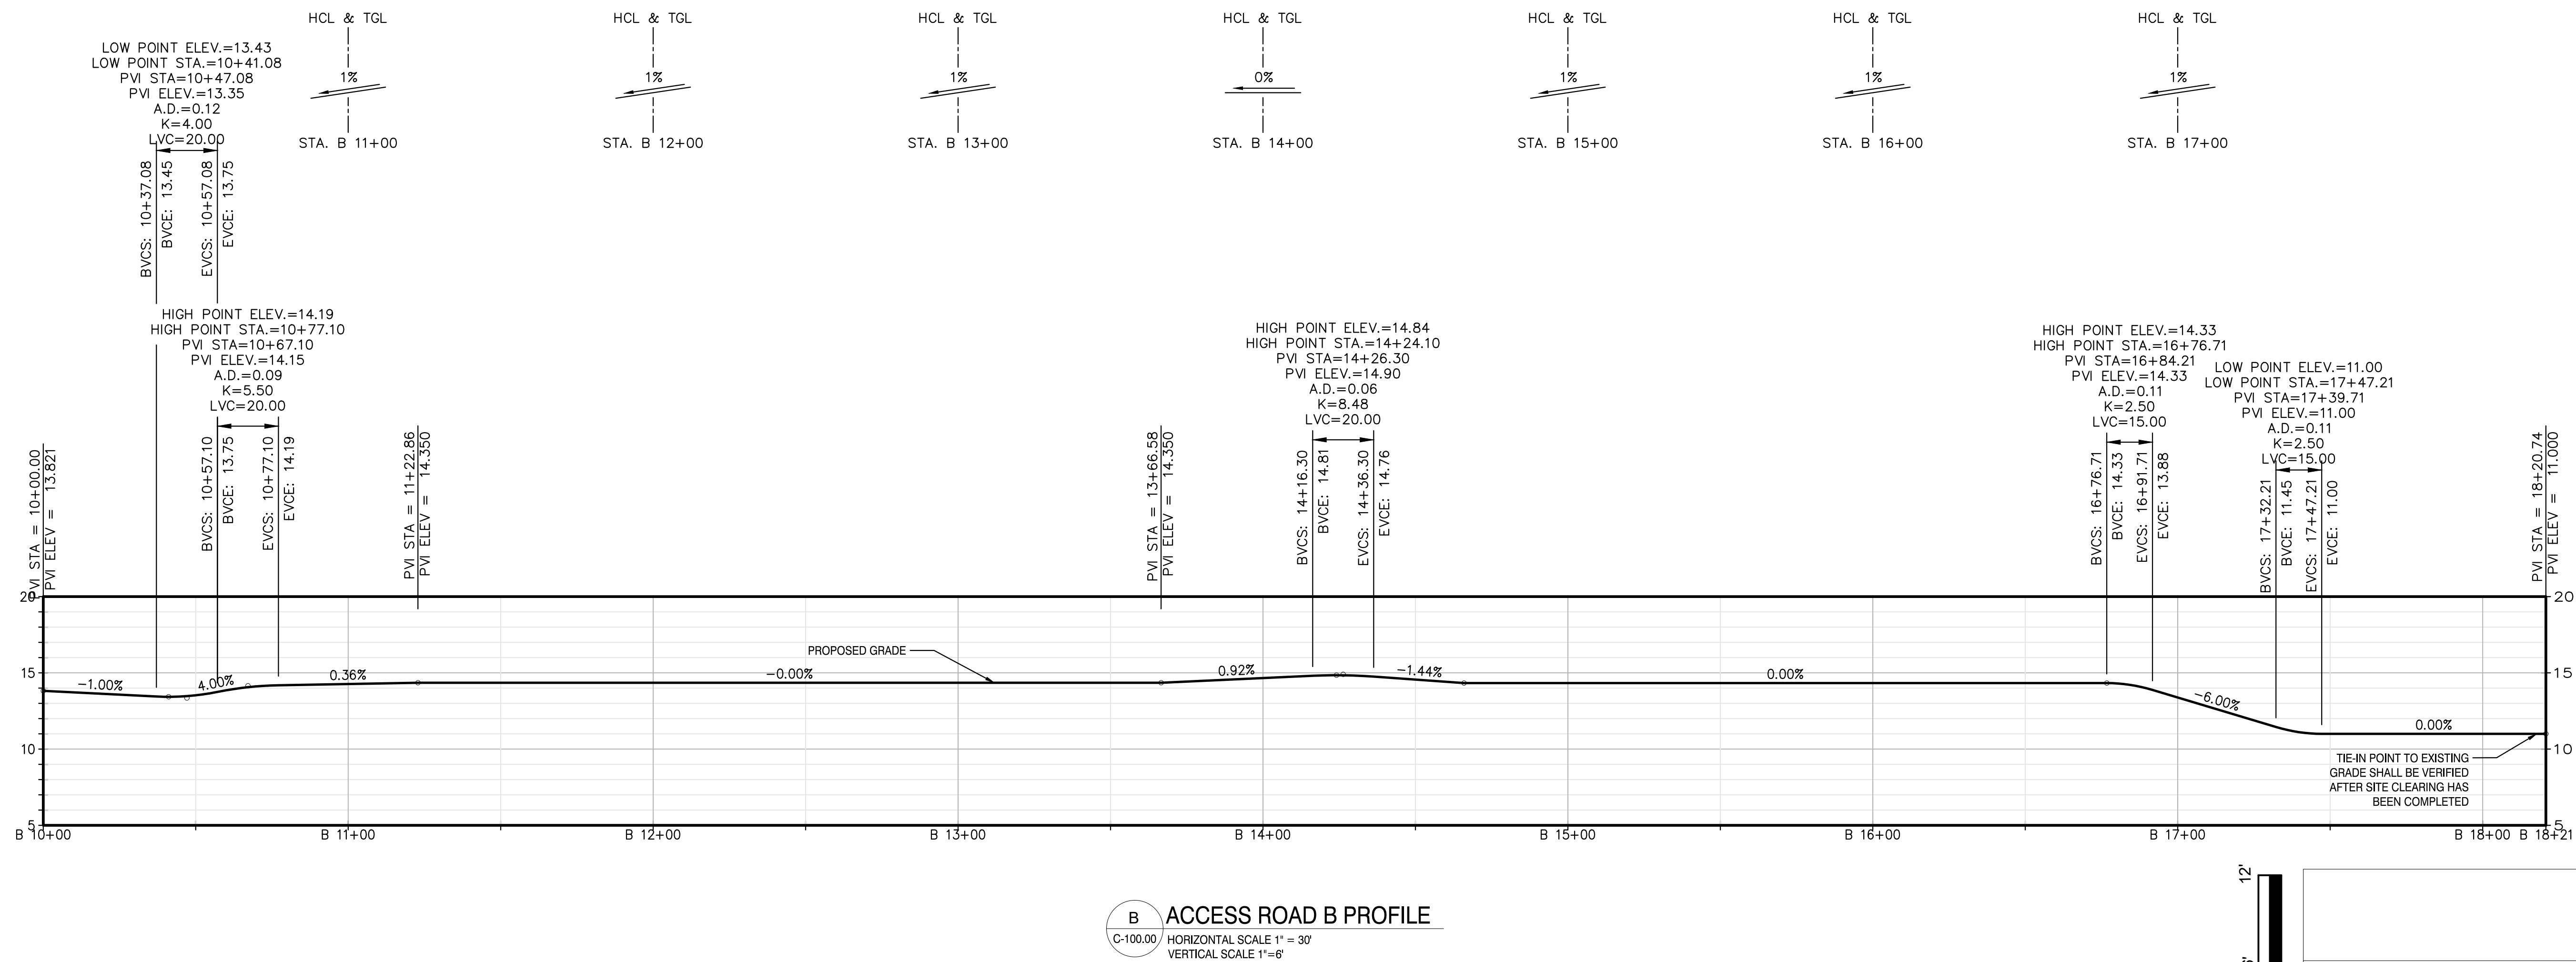 HCL & TGL
1%
STA. B 11+00
HCL & TGL
1%
STA. B 12+00
HCL & TGL
1%
STA. B 13+00
HCL & TGL
0%
STA. B 14+00
HCL & TGL
1%
STA. B 15+00
HCL & TGL
1%
STA. B 16+00
HCL & TGL
1%
STA. B 17+00
LOW POINT ELEV.=13.43
LOW POINT STA.=10+41.08
PVI STA=10+47.08
PVI ELEV.=13.35
A.D.=0.12
K=4.00
LVC=20.00
BVCS: 10+37.08
BVCE: 13.45
EVCS: 10+57.08
EVCE: 13.75
HIGH POINT ELEV.=14.19
HIGH POINT STA.=10+77.10
PVI STA=10+67.10
PVI ELEV.=14.15
A.D.=0.09
K=5.50
LVC=20.00
BVCS: 10+57.10
BVCE: 13.75
EVCS: 10+77.10
EVCE: 14.19
HIGH POINT ELEV.=14.84
HIGH POINT STA.=14+24.10
PVI STA=14+26.30
PVI ELEV.=14.90
A.D.=0.06
K=8.48
LVC=20.00
BVCS: 14+16.30
BVCE: 14.81
EVCS: 14+36.30
EVCE: 14.76
HIGH POINT ELEV.=14.33
HIGH POINT STA.=16+76.71
PVI STA=16+84.21
PVI ELEV.=14.33
A.D.=0.11
K=2.50
LVC=15.00
BVCS: 16+76.71
BVCE: 14.33
EVCS: 16+91.71
EVCE: 13.88
LOW POINT ELEV.=11.00
LOW POINT STA.=17+47.21
PVI STA=17+39.71
PVI ELEV.=11.00
A.D.=0.11
K=2.50
LVC=15.00
BVCS: 17+32.21
BVCE: 11.45
EVCS: 17+47.21
EVCE: 11.00
PVI STA = 10+00.00
PVI ELEV = 13.821
PVI STA = 11+22.86
PVI ELEV = 14.350
PVI STA = 13+66.58
PVI ELEV = 14.350
PVI STA = 18+20.74
PVI ELEV = 11.000
20
15
10
5
20
15
10
5
-1.00%
4.00%
0.36%
-0.00%
PROPOSED GRADE
0.92%
-1.44%
0.00%
-6.00%
0.00%
TIE-IN POINT TO EXISTING
GRADE SHALL BE VERIFIED
AFTER SITE CLEARING HAS
BEEN COMPLETED
B 10+00
B 11+00
B 12+00
B 13+00
B 14+00
B 15+00
B 16+00
B 17+00
B 18+00
B 18+21
B
C-100.00
ACCESS ROAD B PROFILE
HORIZONTAL SCALE 1" = 30'
VERTICAL SCALE 1"=6'
12'